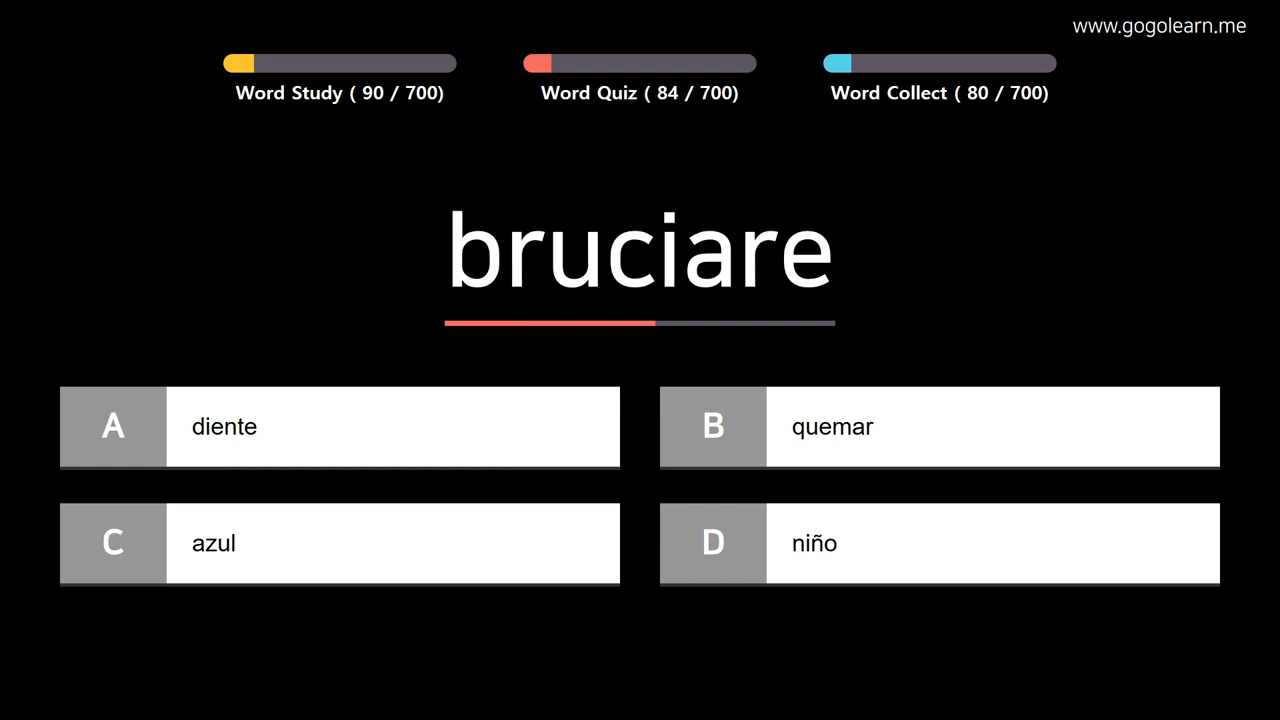 www.gogolearn.me
Word Study ( 90 / 700)
Word Quiz ( 84 / 700)
Word Collect ( 80 / 700)
bruciare
A diente
B quemar
C azul
D niño